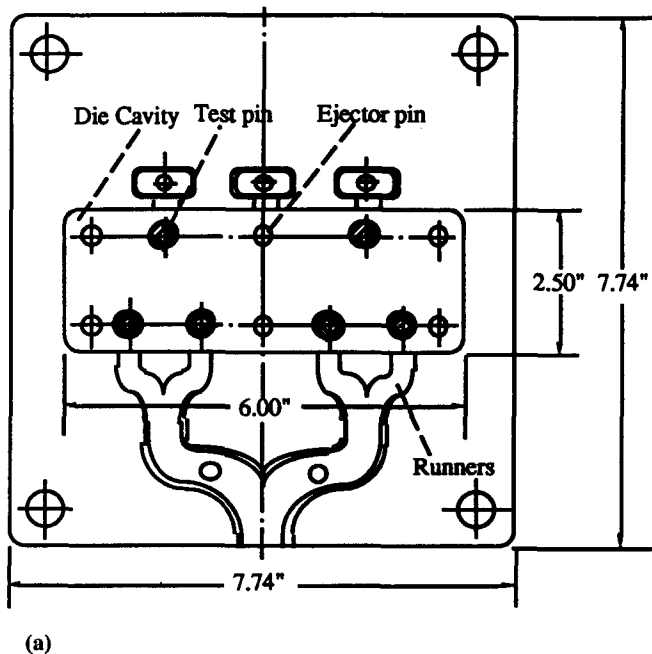 Die Cavity Test pin Ejector pin
2.50" 7.74"
6.00"
Runners
7.74"
(a)